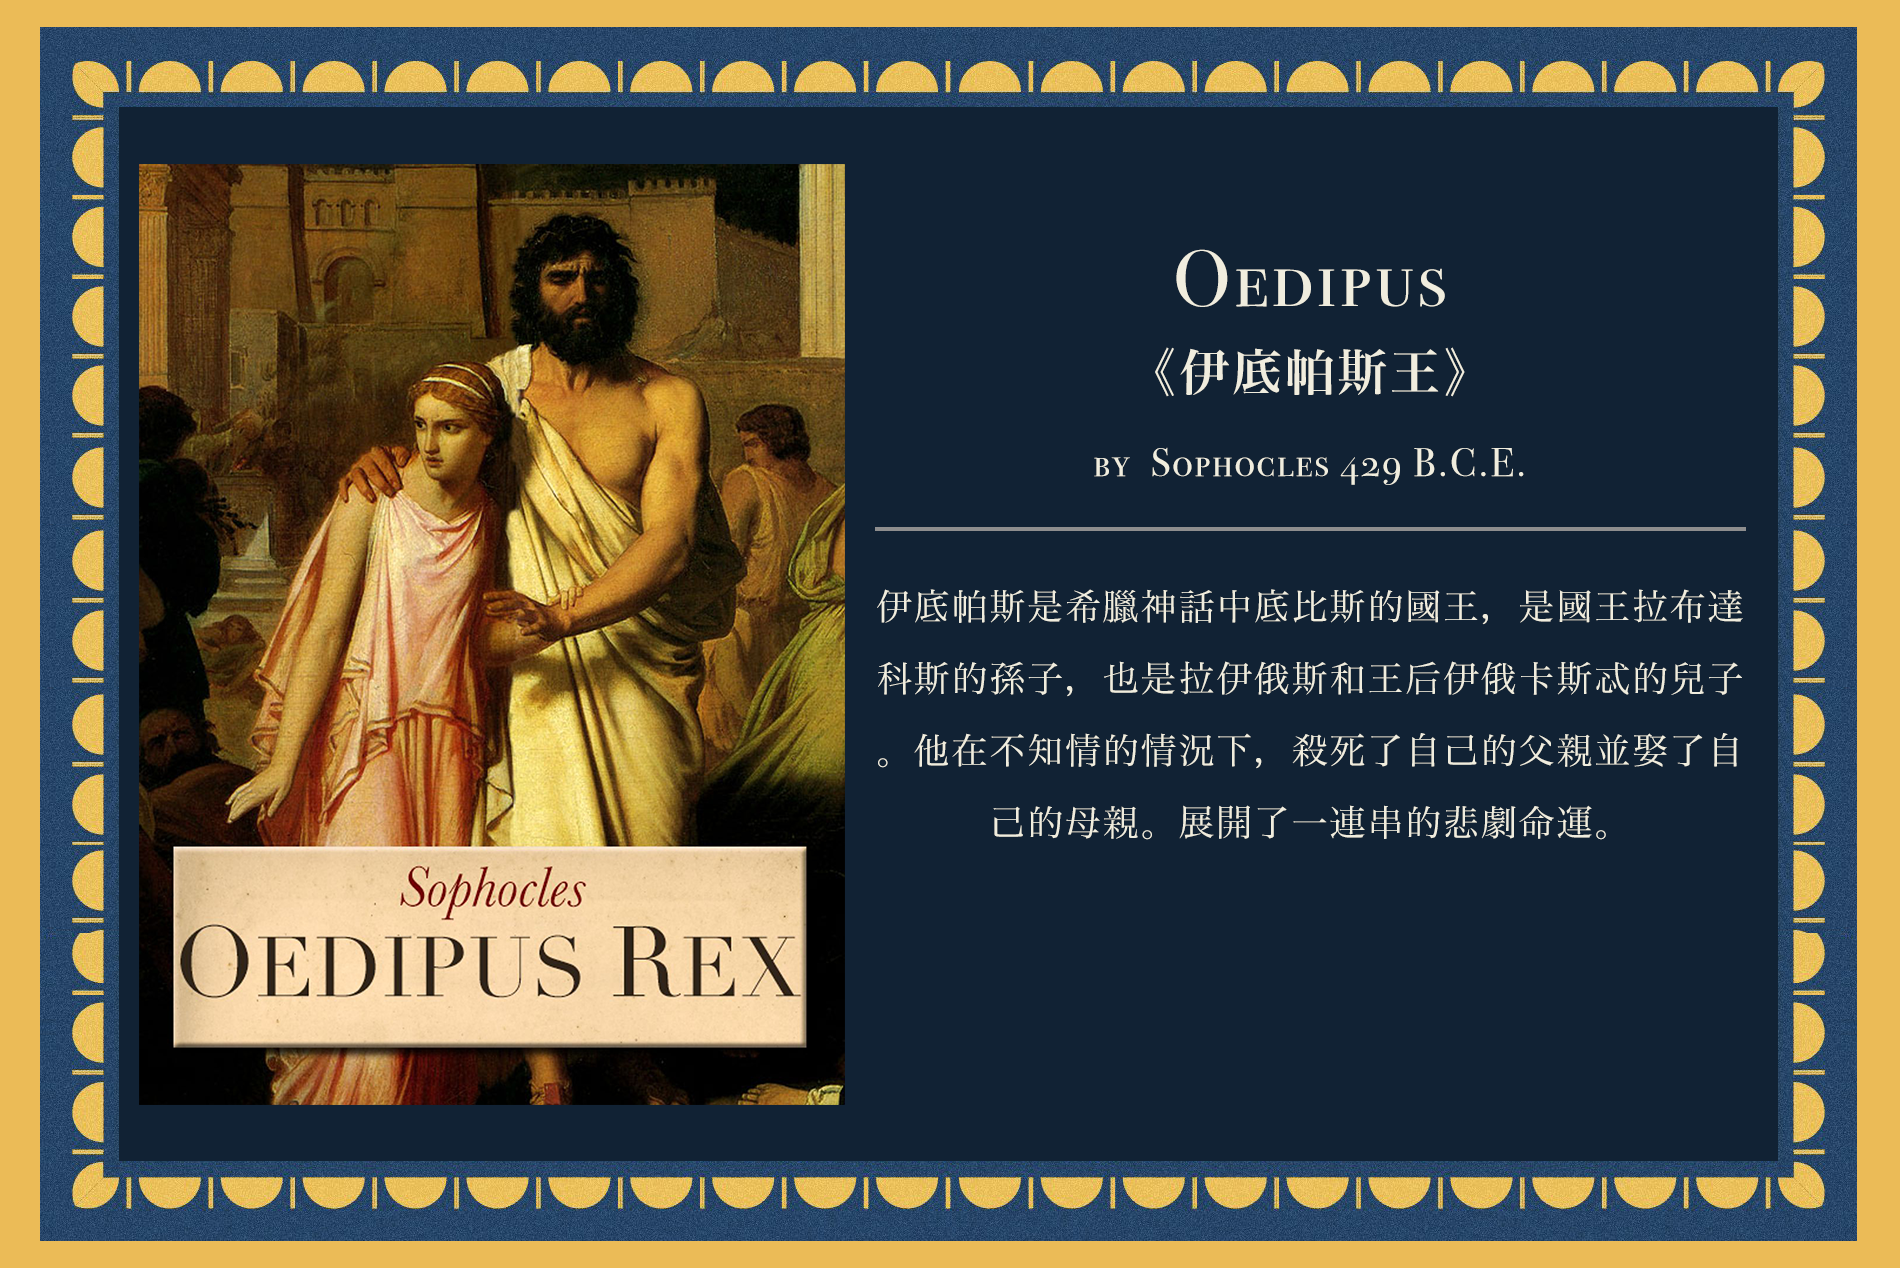 Sophocles
OEDIPUS REX
OEDIPUS
《伊底帕斯王》
BY SOPHOCLES 429 B.C.E.
伊底帕斯是希臘神話中底比斯的國王，是國王拉布達
科斯的孫子，也是拉伊俄斯和王后伊俄卡斯忒的兒子
。他在不知情的情況下，殺死了自己的父親並娶了自
己的母親。展開了一連串的悲劇命運。